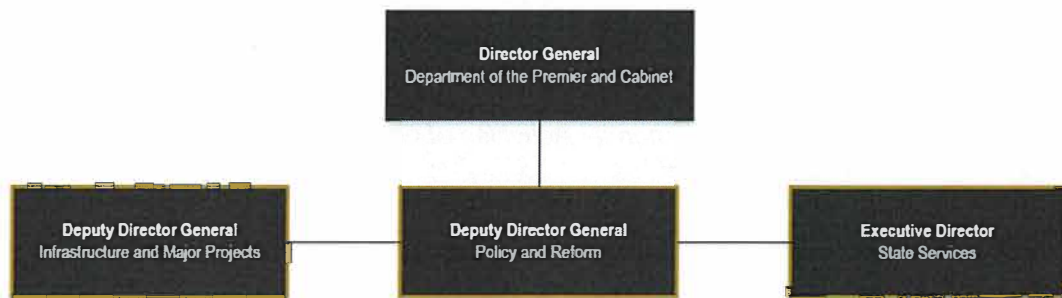 Director General
Department of the Premier and Cabinet
Deputy Director General
Infrastructure and Major Projects
Deputy Director General
Policy and Reform
Executive Director
State Services